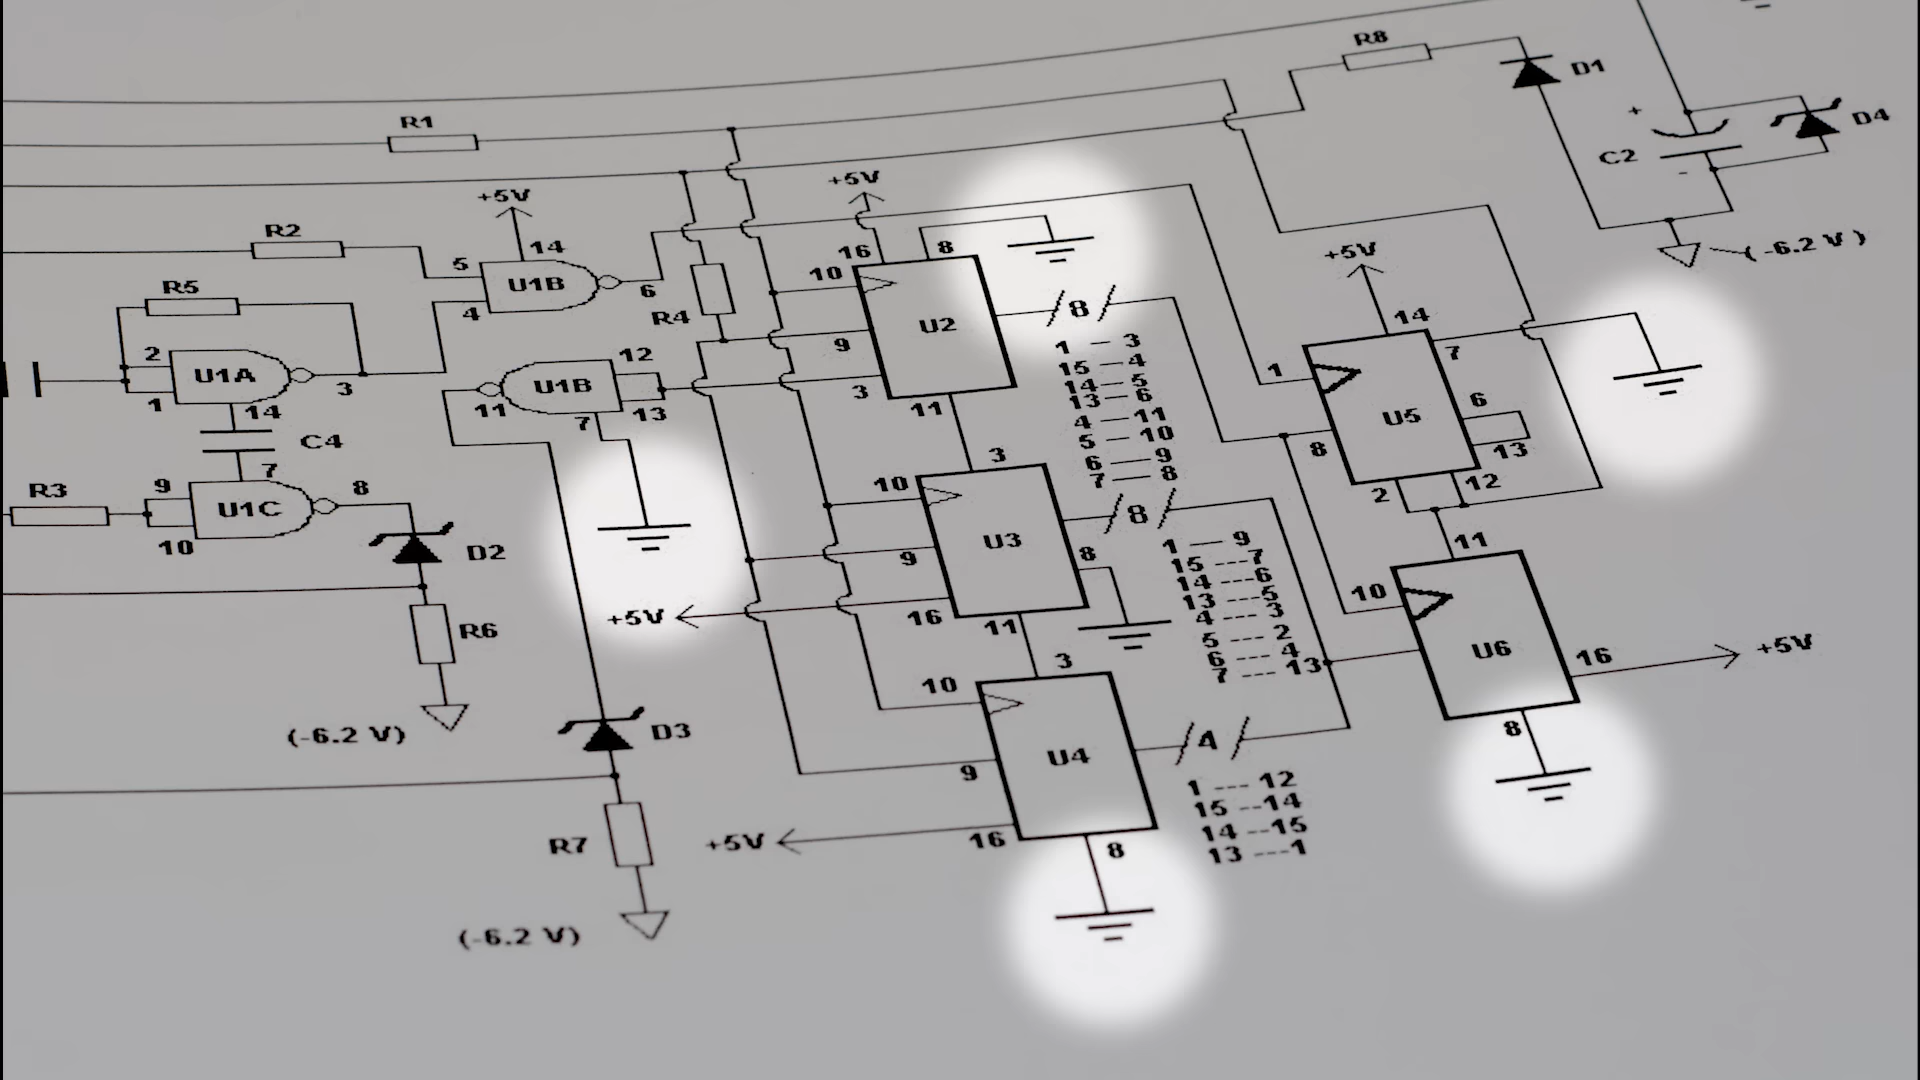 R8
D1
R1
D4
+
C2
-
+5V
+5V
R2
14
16
8
+5V
(-6.2 V)
5
U1B
6
10
R5
4
R4
U2
8
14
2
9
1 - 3
7
U1A
3
12
15 -- 4
1
1
14
U1B
3
14 -- 5
6
11
13
11
13 -- 6
U5
7
4 -- 11
8
13
C4
5 -- 10
7
3
6 -- 9
2
12
R3
9
8
10
7 -- 8
U1C
8
10
U3
1 -- 9
11
D2
9
8
15 --- 7
14 --- 6
10
+5V
16
13 --- 5
R6
11
4 --- 3
U6
16
+5V
5 --- 2
3
6 --- 4
10
7 --- 13
(-6.2 V)
D3
U4
4
8
9
1 --- 12
15 --14
R7
+5V
16
8
14 --15
13 ---1
(-6.2 V)